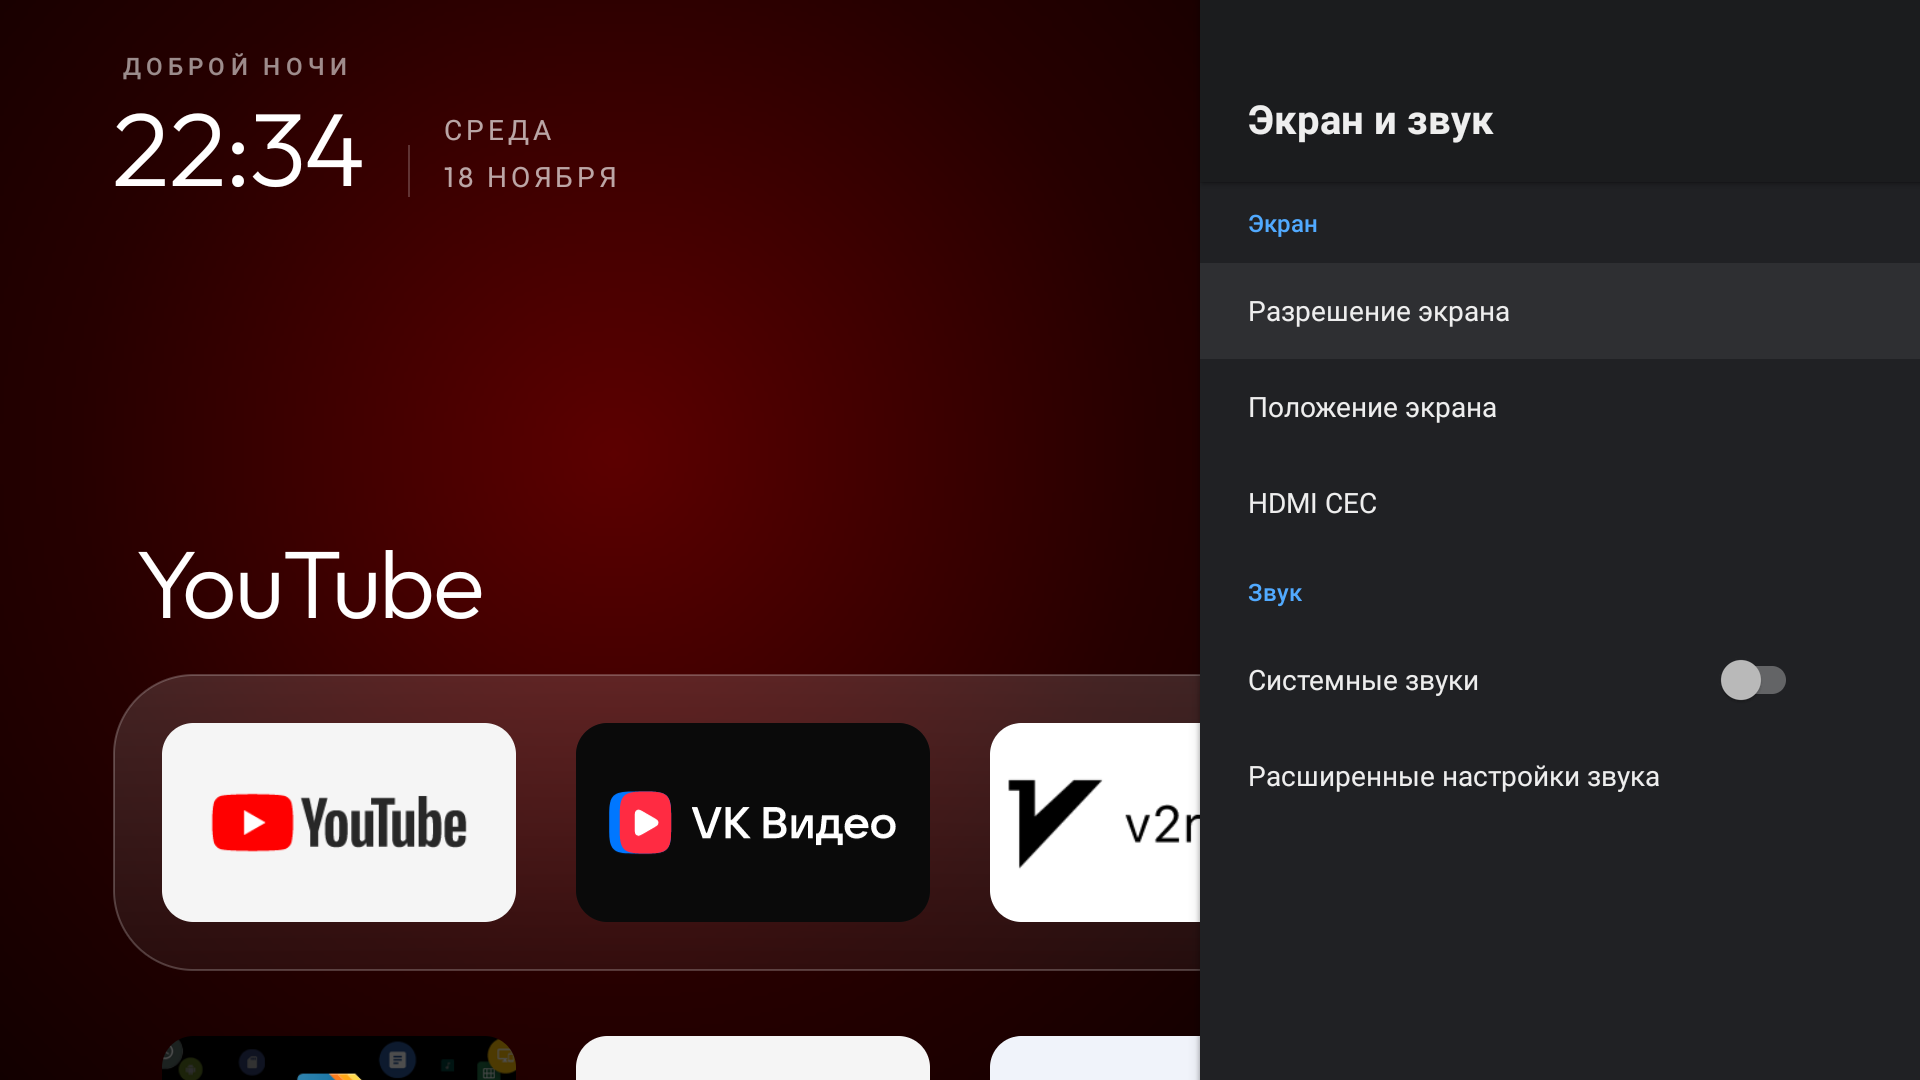 ДОБРОЙ НОЧИ
22:34
СРЕДА
18 НОЯБРЯ
YouTube
YouTube
VK Видео
v2r
Экран и звук
Экран
Разрешение экрана
Положение экрана
HDMI CEC
Звук
Системные звуки
Расширенные настройки звука